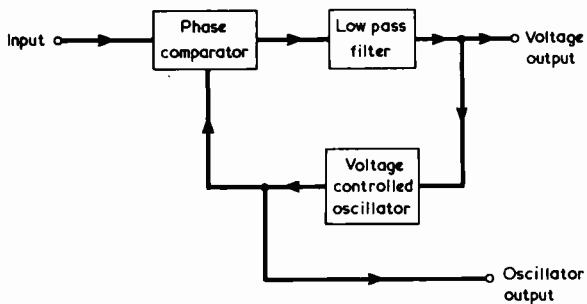 Input
Phase
comparator
Low pass
filter
Voltage
output
Voltage
controlled
oscillator
Oscillator
output